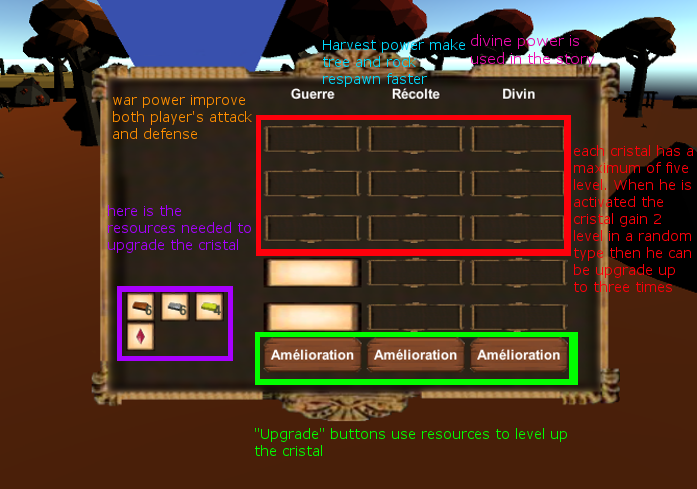 Harvest power make
tree and rock
respawn faster
divine power is
used in the story
war power improve
both player's attack
and defense
Guerre
Récolte
Divin
each cristal has a
maximum of five
level. When he is
activated the
cristal gain 2
level in a random
type then he can
be upgrade up
to three times
here is the
resources needed to
upgrade the cristal
6
6
4
Amélioration
Amélioration
Amélioration
"Upgrade" buttons use resources to level up
the cristal